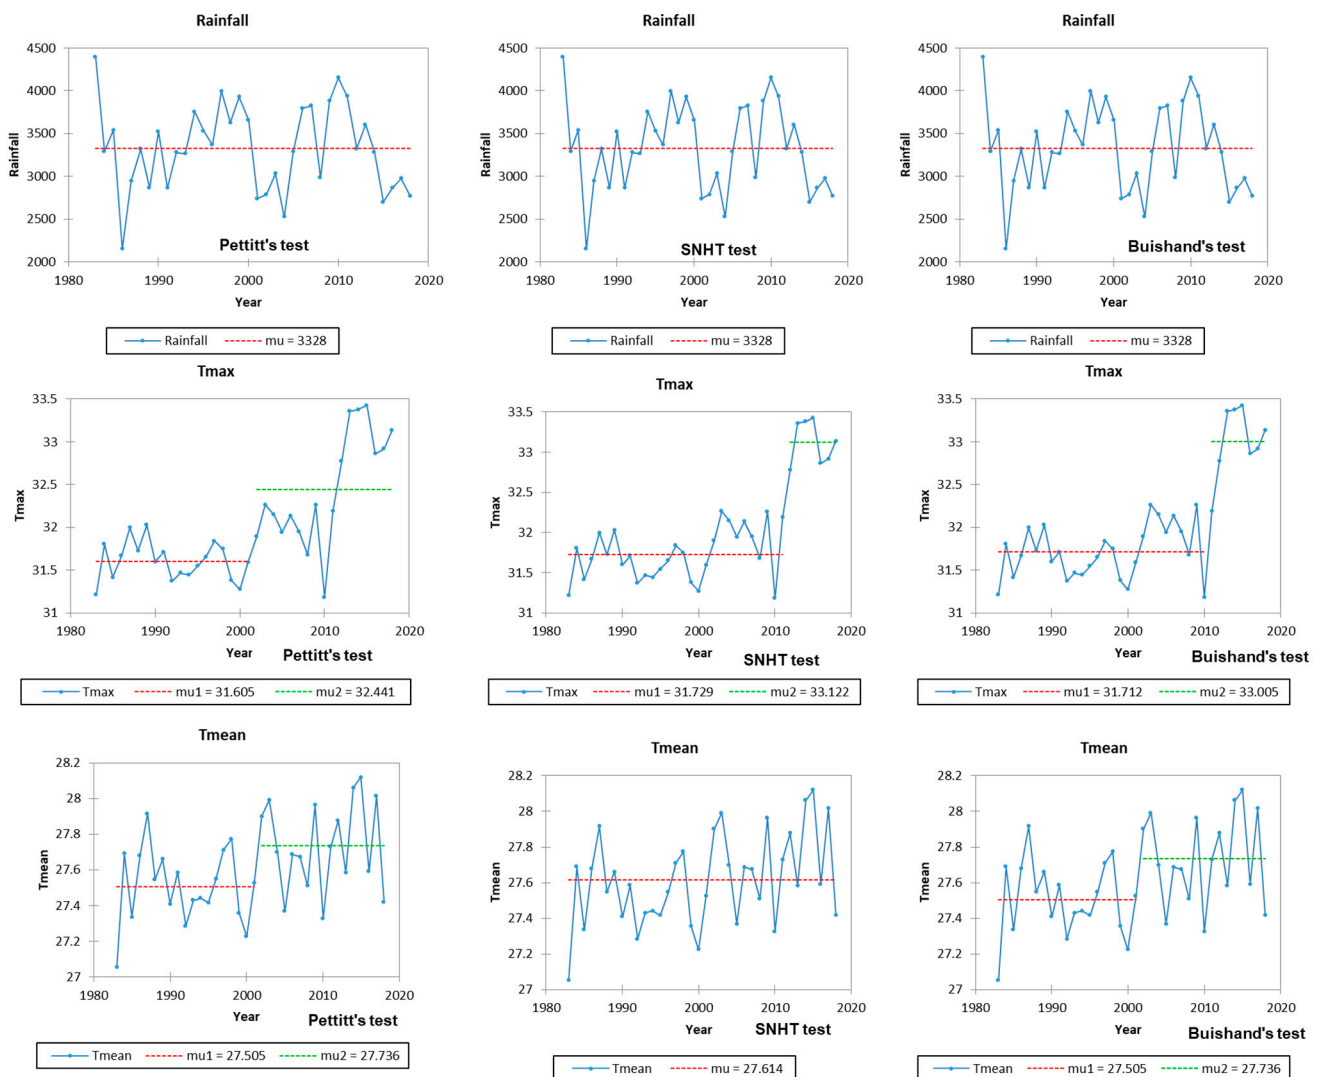 Rainfall
4500
4000
3500
3000
2500
2000
Rainfall
Pettitt's test
1980 1990 2000 2010 2020
Year
Rainfall mu = 3328
Rainfall
4500
4000
3500
3000
2500
2000
Rainfall
SNHT test
1980 1990 2000 2010 2020
Year
Rainfall mu = 3328
Rainfall
4500
4000
3500
3000
2500
2000
Rainfall
Buishand's test
1980 1990 2000 2010 2020
Year
Rainfall mu = 3328
Tmax
33.5
33
32.5
32
31.5
31
Tmax
1980 1990 2000 2010 2020
Year
Pettitt's test
Tmax mu1 = 31.605 mu2 = 32.441
Tmax
33.5
33
32.5
32
31.5
31
Tmax
1980 1990 2000 2010 2020
Year
SNHT test
Tmax mu1 = 31.729 mu2 = 33.122
Tmax
33.5
33
32.5
32
31.5
31
Tmax
1980 1990 2000 2010 2020
Year
Buishand's test
Tmax mu1 = 31.712 mu2 = 33.005
Tmean
28.2
28
27.8
27.6
27.4
27.2
27
Tmean
1980 1990 2000 2010 2020
Year
Pettitt's test
Tmean mu1 = 27.505 mu2 = 27.736
Tmean
28.2
28
27.8
27.6
27.4
27.2
27
Tmean
1980 1990 2000 2010 2020
Year
SNHT test
Tmean mu = 27.614
Tmean
28.2
28
27.8
27.6
27.4
27.2
27
Tmean
1980 1990 2000 2010 2020
Year
Buishand's test
Tmean mu1 = 27.505 mu2 = 27.736